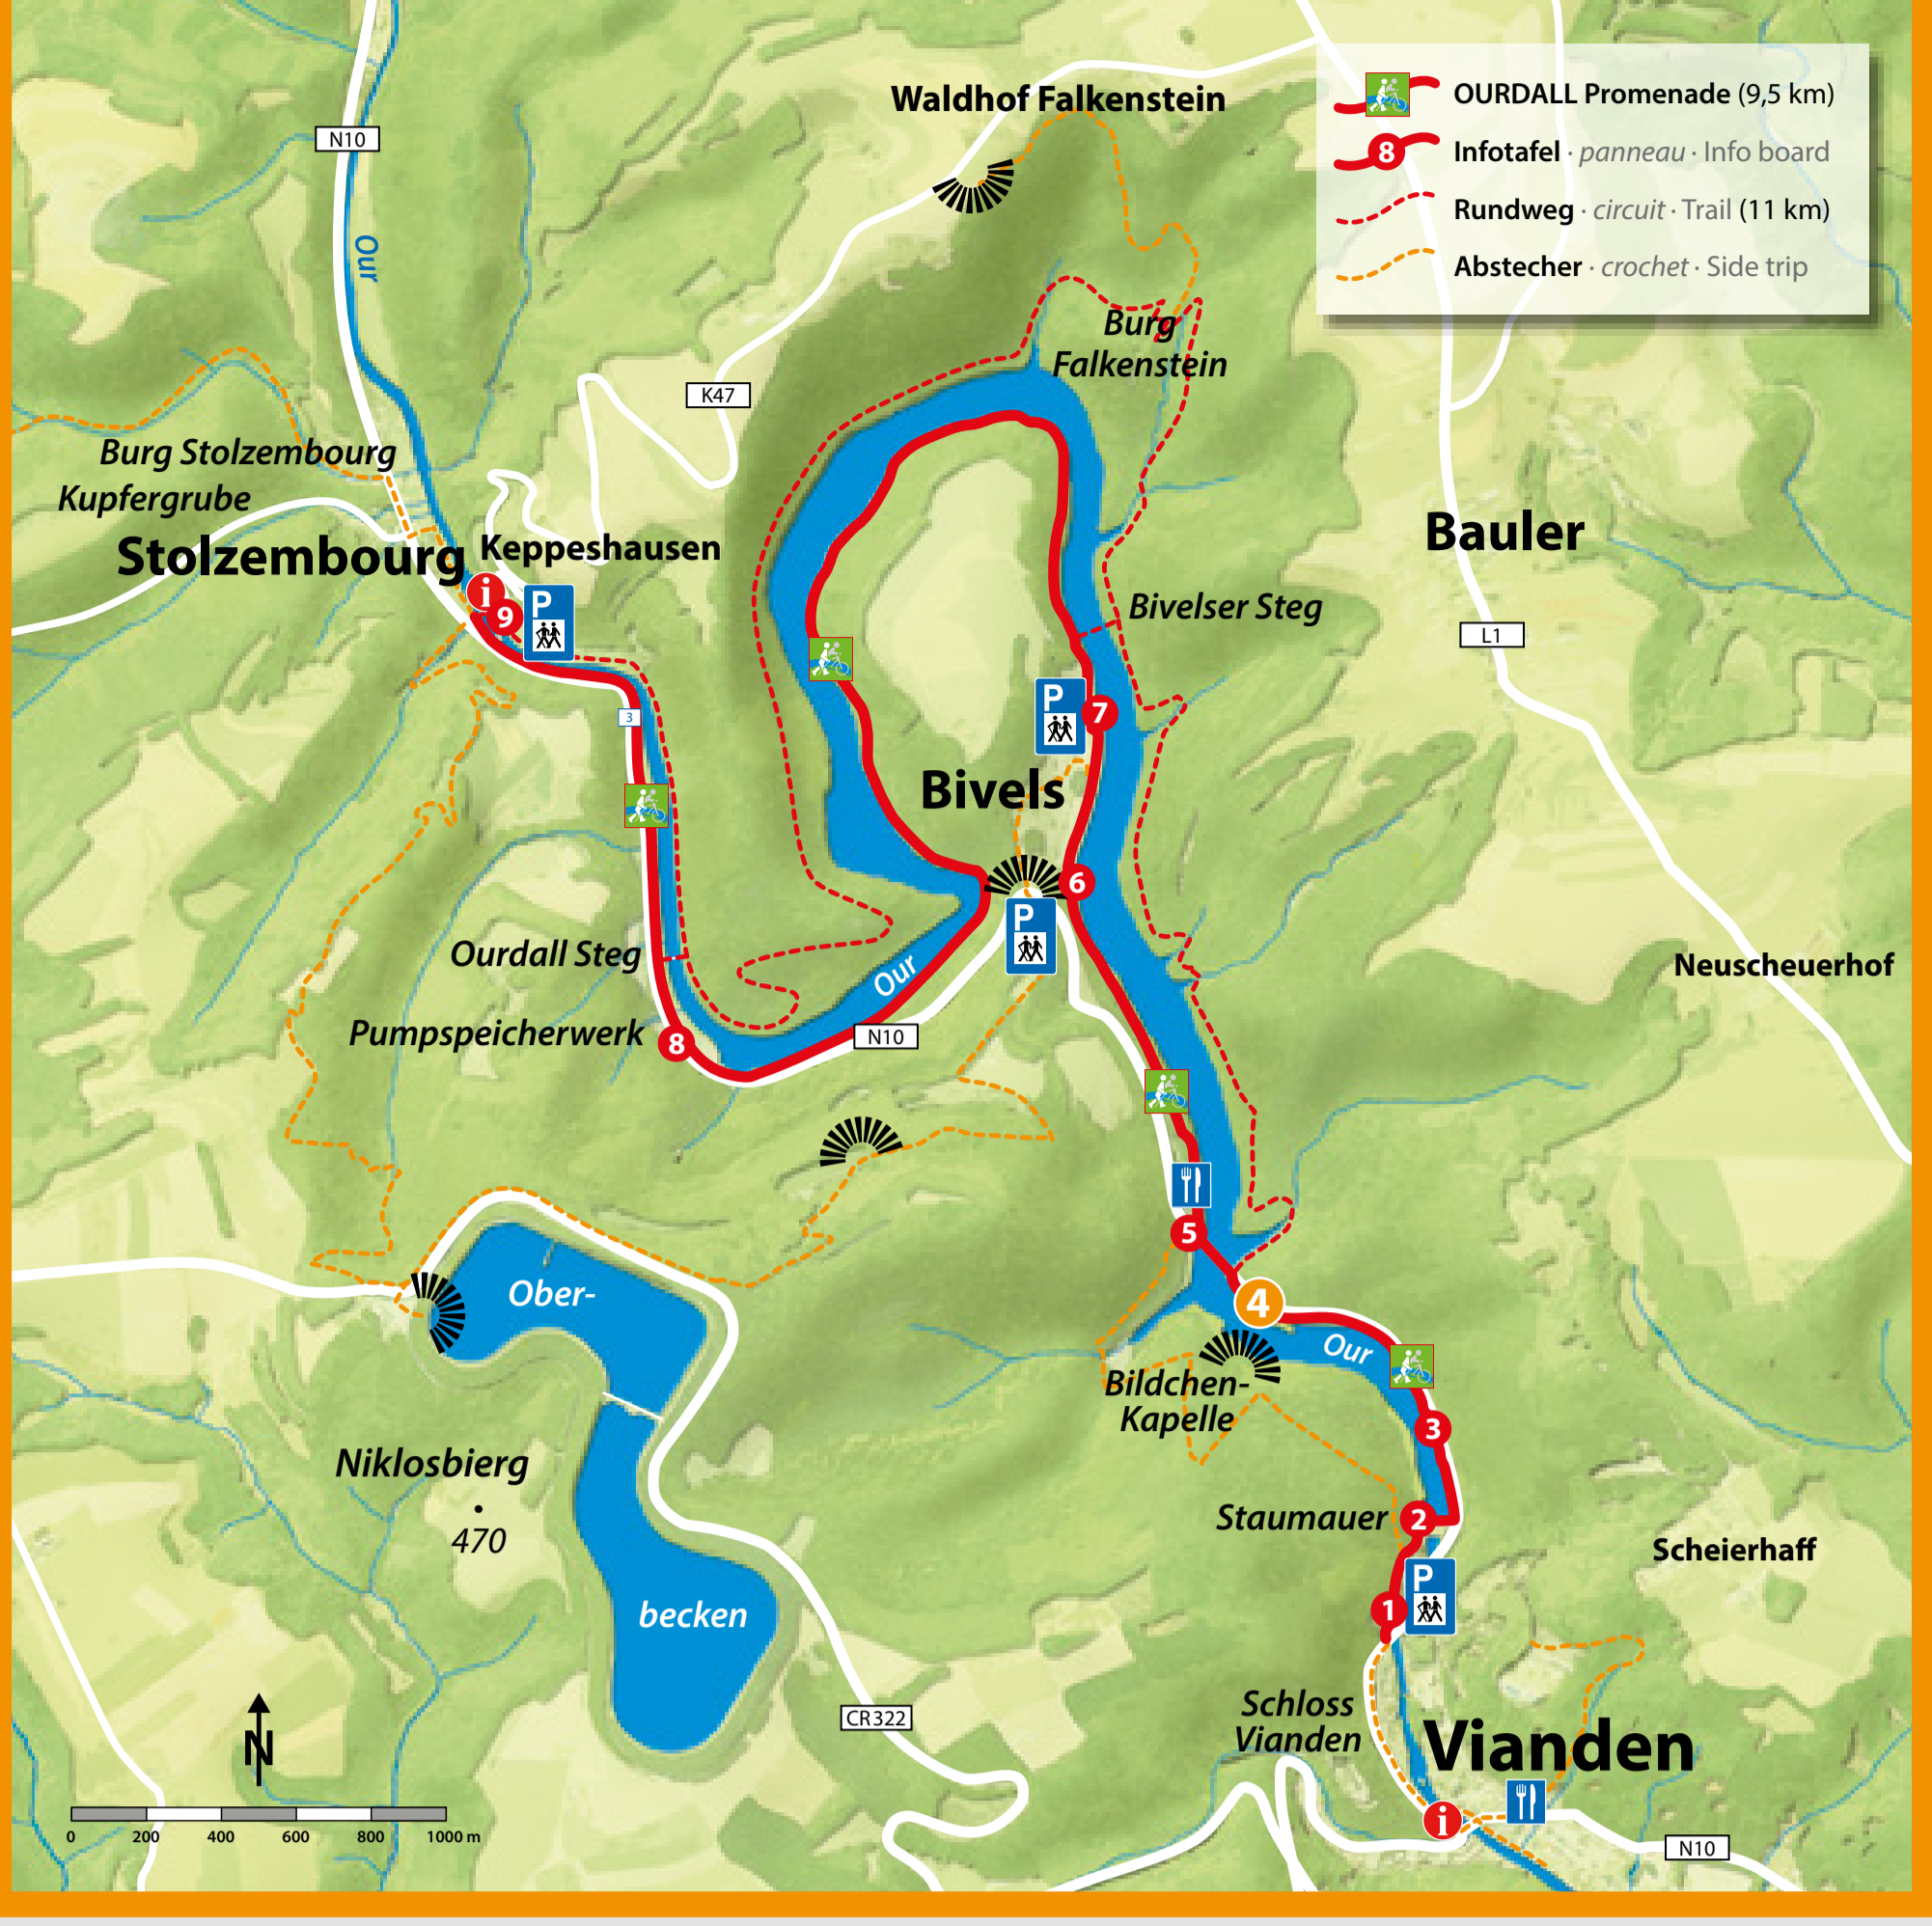 OURDALL Promenade (9,5 km)
8
Infotafel · panneau · Info board
Rundweg · circuit · Trail (11 km)
Abstecher · crochet · Side trip
Waldhof Falkenstein
N10
Our
Burg
Falkenstein
K47
Burg Stolzembourg
Kupfergrube
Stolzembourg
Keppeshausen
Bauler
i
9
P
Bivelser Steg
L1
3
P
7
Bivels
6
P
Ourdall Steg
Our
Neuscheuerhof
Pumpspeicherwerk
8
N10
5
4
Ober-
Our
Bildchen-
Kapelle
3
Niklosbierg
470
Staumauer
2
Scheierhaff
P
1
becken
Schloss
Vianden
CR322
Vianden
N
i
N10
0 200 400 600 800 1000 m